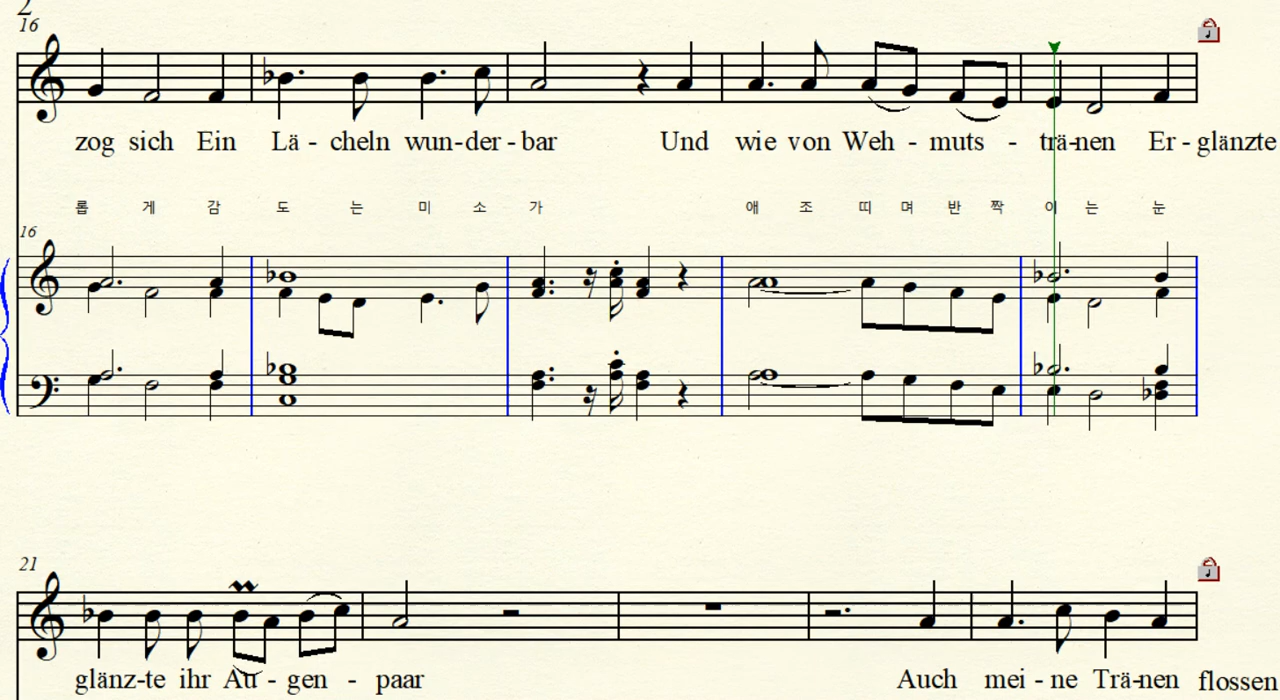 2
16
zog sich Ein Lä - cheln wun-der - bar Und wie von Weh - muts - trä-nen Er - glänzte
롭 게 감 도 는 미 소 가 애 조 띠 며 반 짝 이 는 눈
16
21
glänz-te ihr Au - gen - paar Auch mei - ne Trä-nen flossen